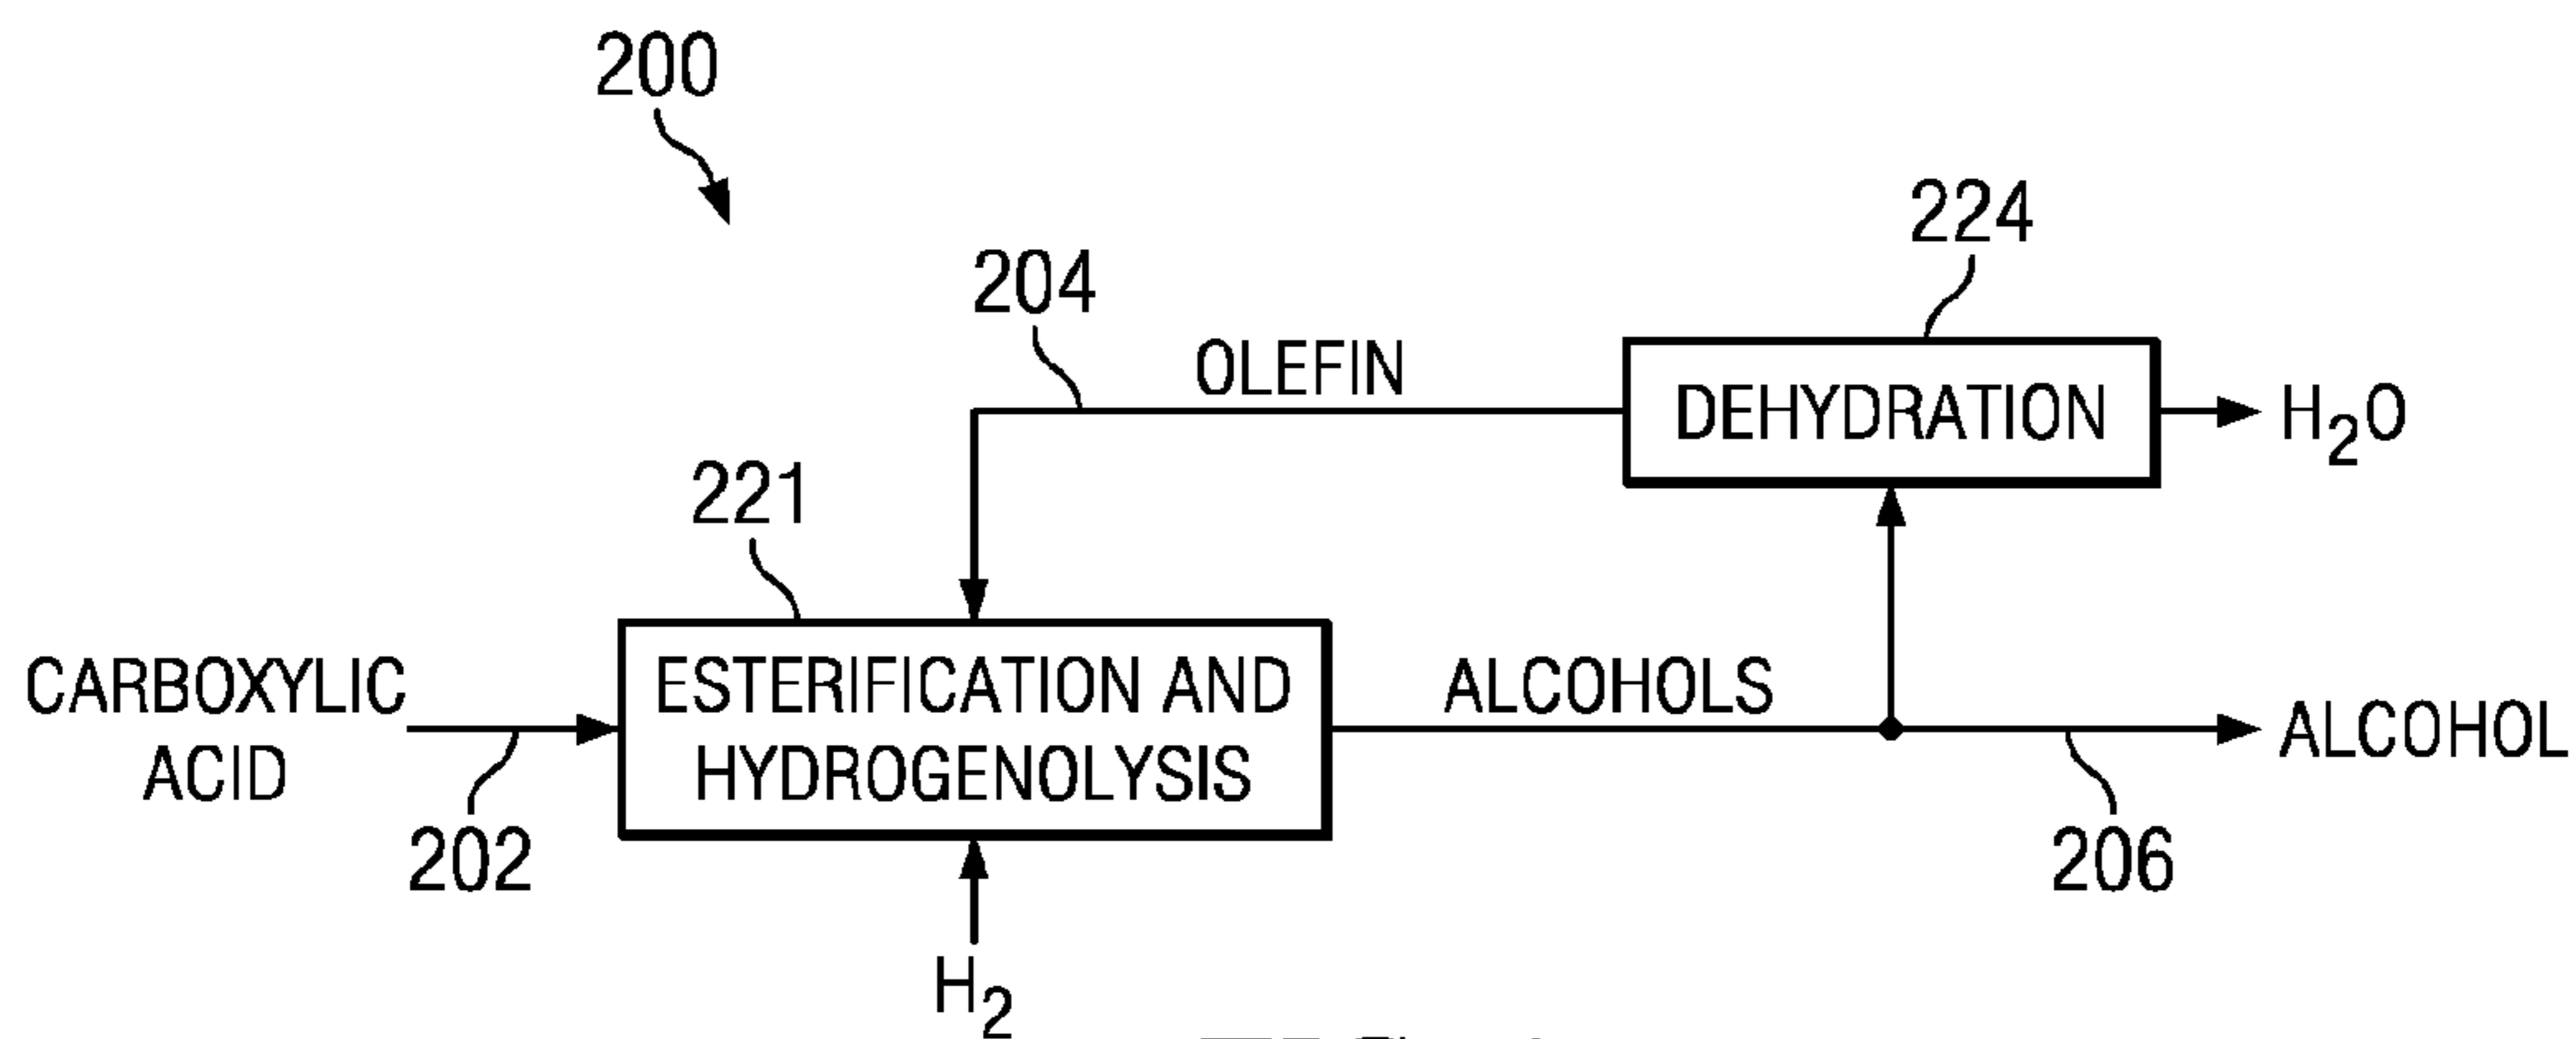 200
224
204
OLEFIN
DEHYDRATION
H2O
221
CARBOXYLIC
ACID
ESTERIFICATION AND
HYDROGENOLYSIS
ALCOHOLS
ALCOHOL
202
206
H2